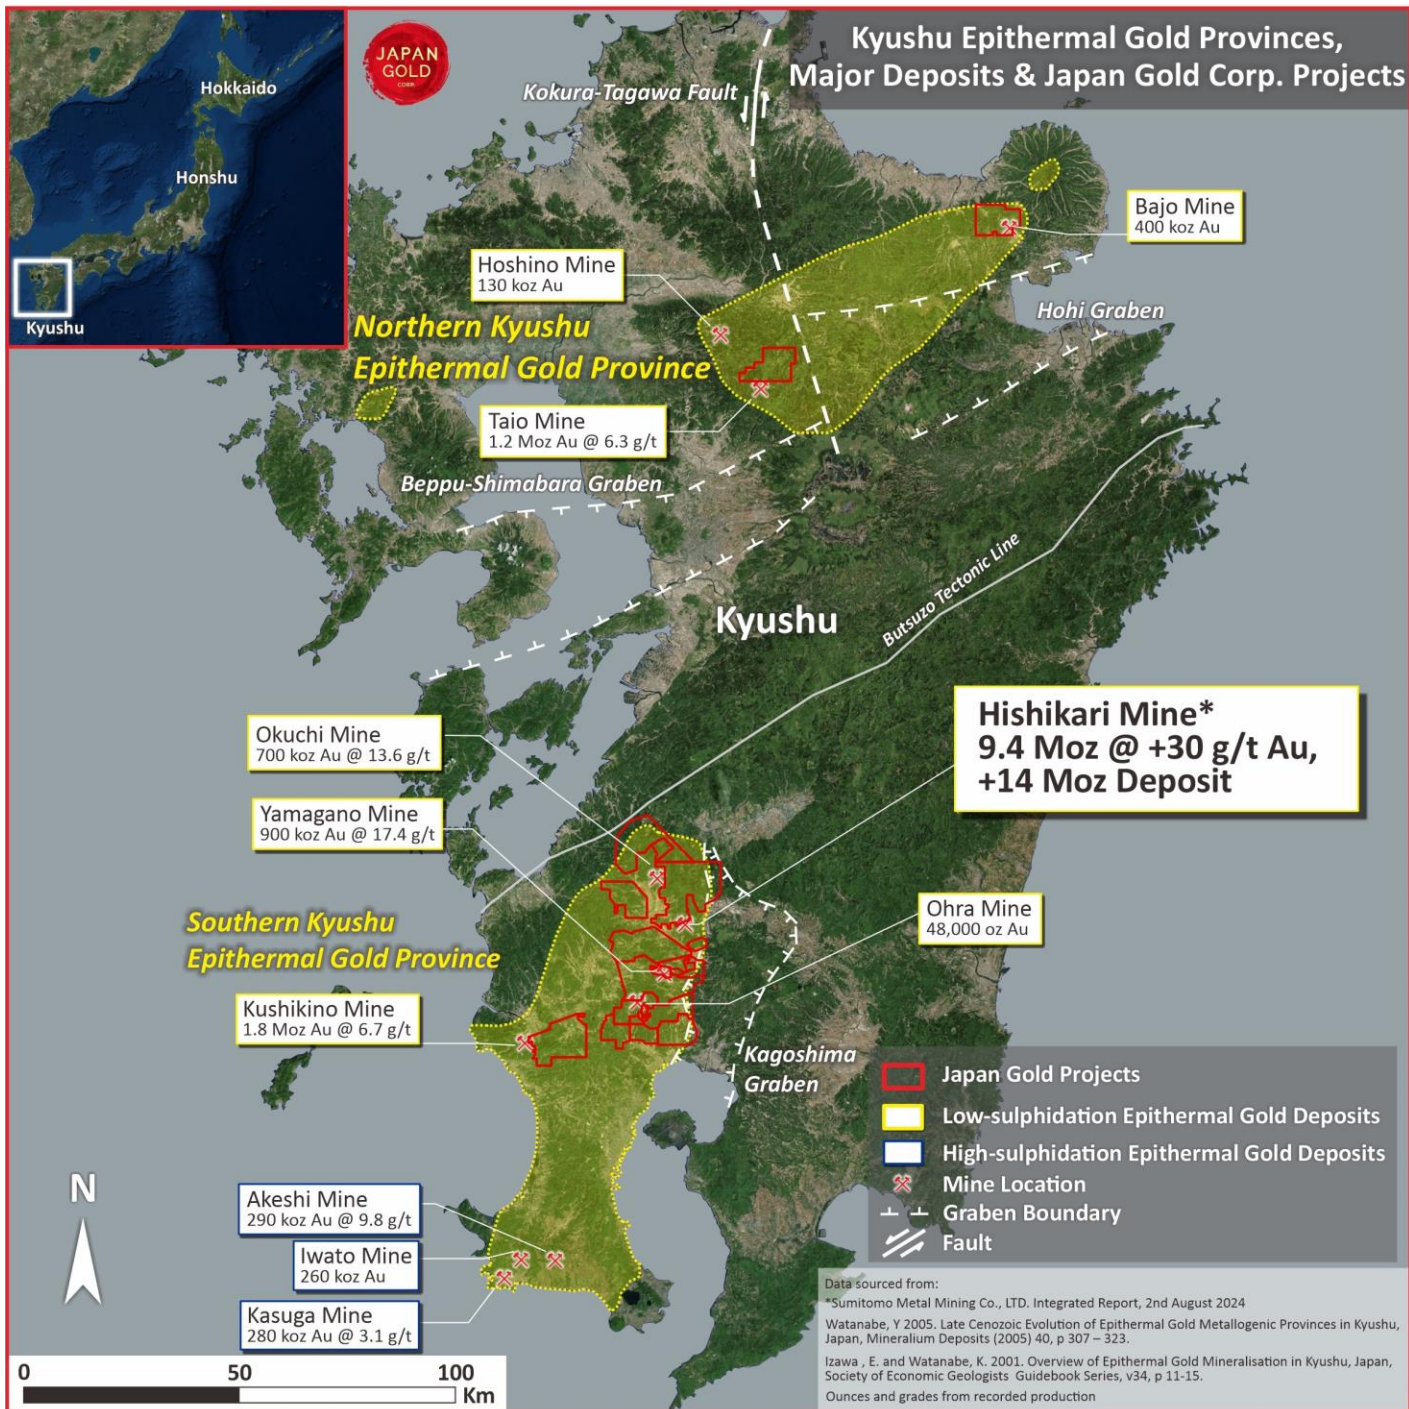 Kyushu Epithermal Gold Provinces,
Major Deposits & Japan Gold Corp. Projects
JAPAN
GOLD
CORP.
Hokkaido
Honshu
Kyushu
Kokura-Tagawa Fault
Bajo Mine
400 koz Au
Hoshino Mine
130 koz Au
Hohi Graben
Northern Kyushu
Epithermal Gold Province
Taio Mine
1.2 Moz Au @ 6.3 g/t
Beppu-Shimabara Graben
Butsuzo Tectonic Line
Kyushu
Hishikari Mine*
9.4 Moz @ +30 g/t Au,
+14 Moz Deposit
Okuchi Mine
700 koz Au @ 13.6 g/t
Yamagano Mine
900 koz Au @ 17.4 g/t
Ohra Mine
48,000 oz Au
Southern Kyushu
Epithermal Gold Province
Kushikino Mine
1.8 Moz Au @ 6.7 g/t
Kagoshima
Graben
Japan Gold Projects
Low-sulphidation Epithermal Gold Deposits
High-sulphidation Epithermal Gold Deposits
Mine Location
Graben Boundary
Fault
N
Akeshi Mine
290 koz Au @ 9.8 g/t
Iwato Mine
260 koz Au
Kasuga Mine
280 koz Au @ 3.1 g/t
0 50 100
Km
Data sourced from:
*Sumitomo Metal Mining Co., LTD. Integrated Report, 2nd August 2024
Watanabe, Y 2005. Late Cenozoic Evolution of Epithermal Gold Metallogenic Provinces in Kyushu,
Japan, Mineralium Deposits (2005) 40, p 307 – 323.
Izawa , E. and Watanabe, K. 2001. Overview of Epithermal Gold Mineralisation in Kyushu, Japan,
Society of Economic Geologists Guidebook Series, v34, p 11-15.
Ounces and grades from recorded production